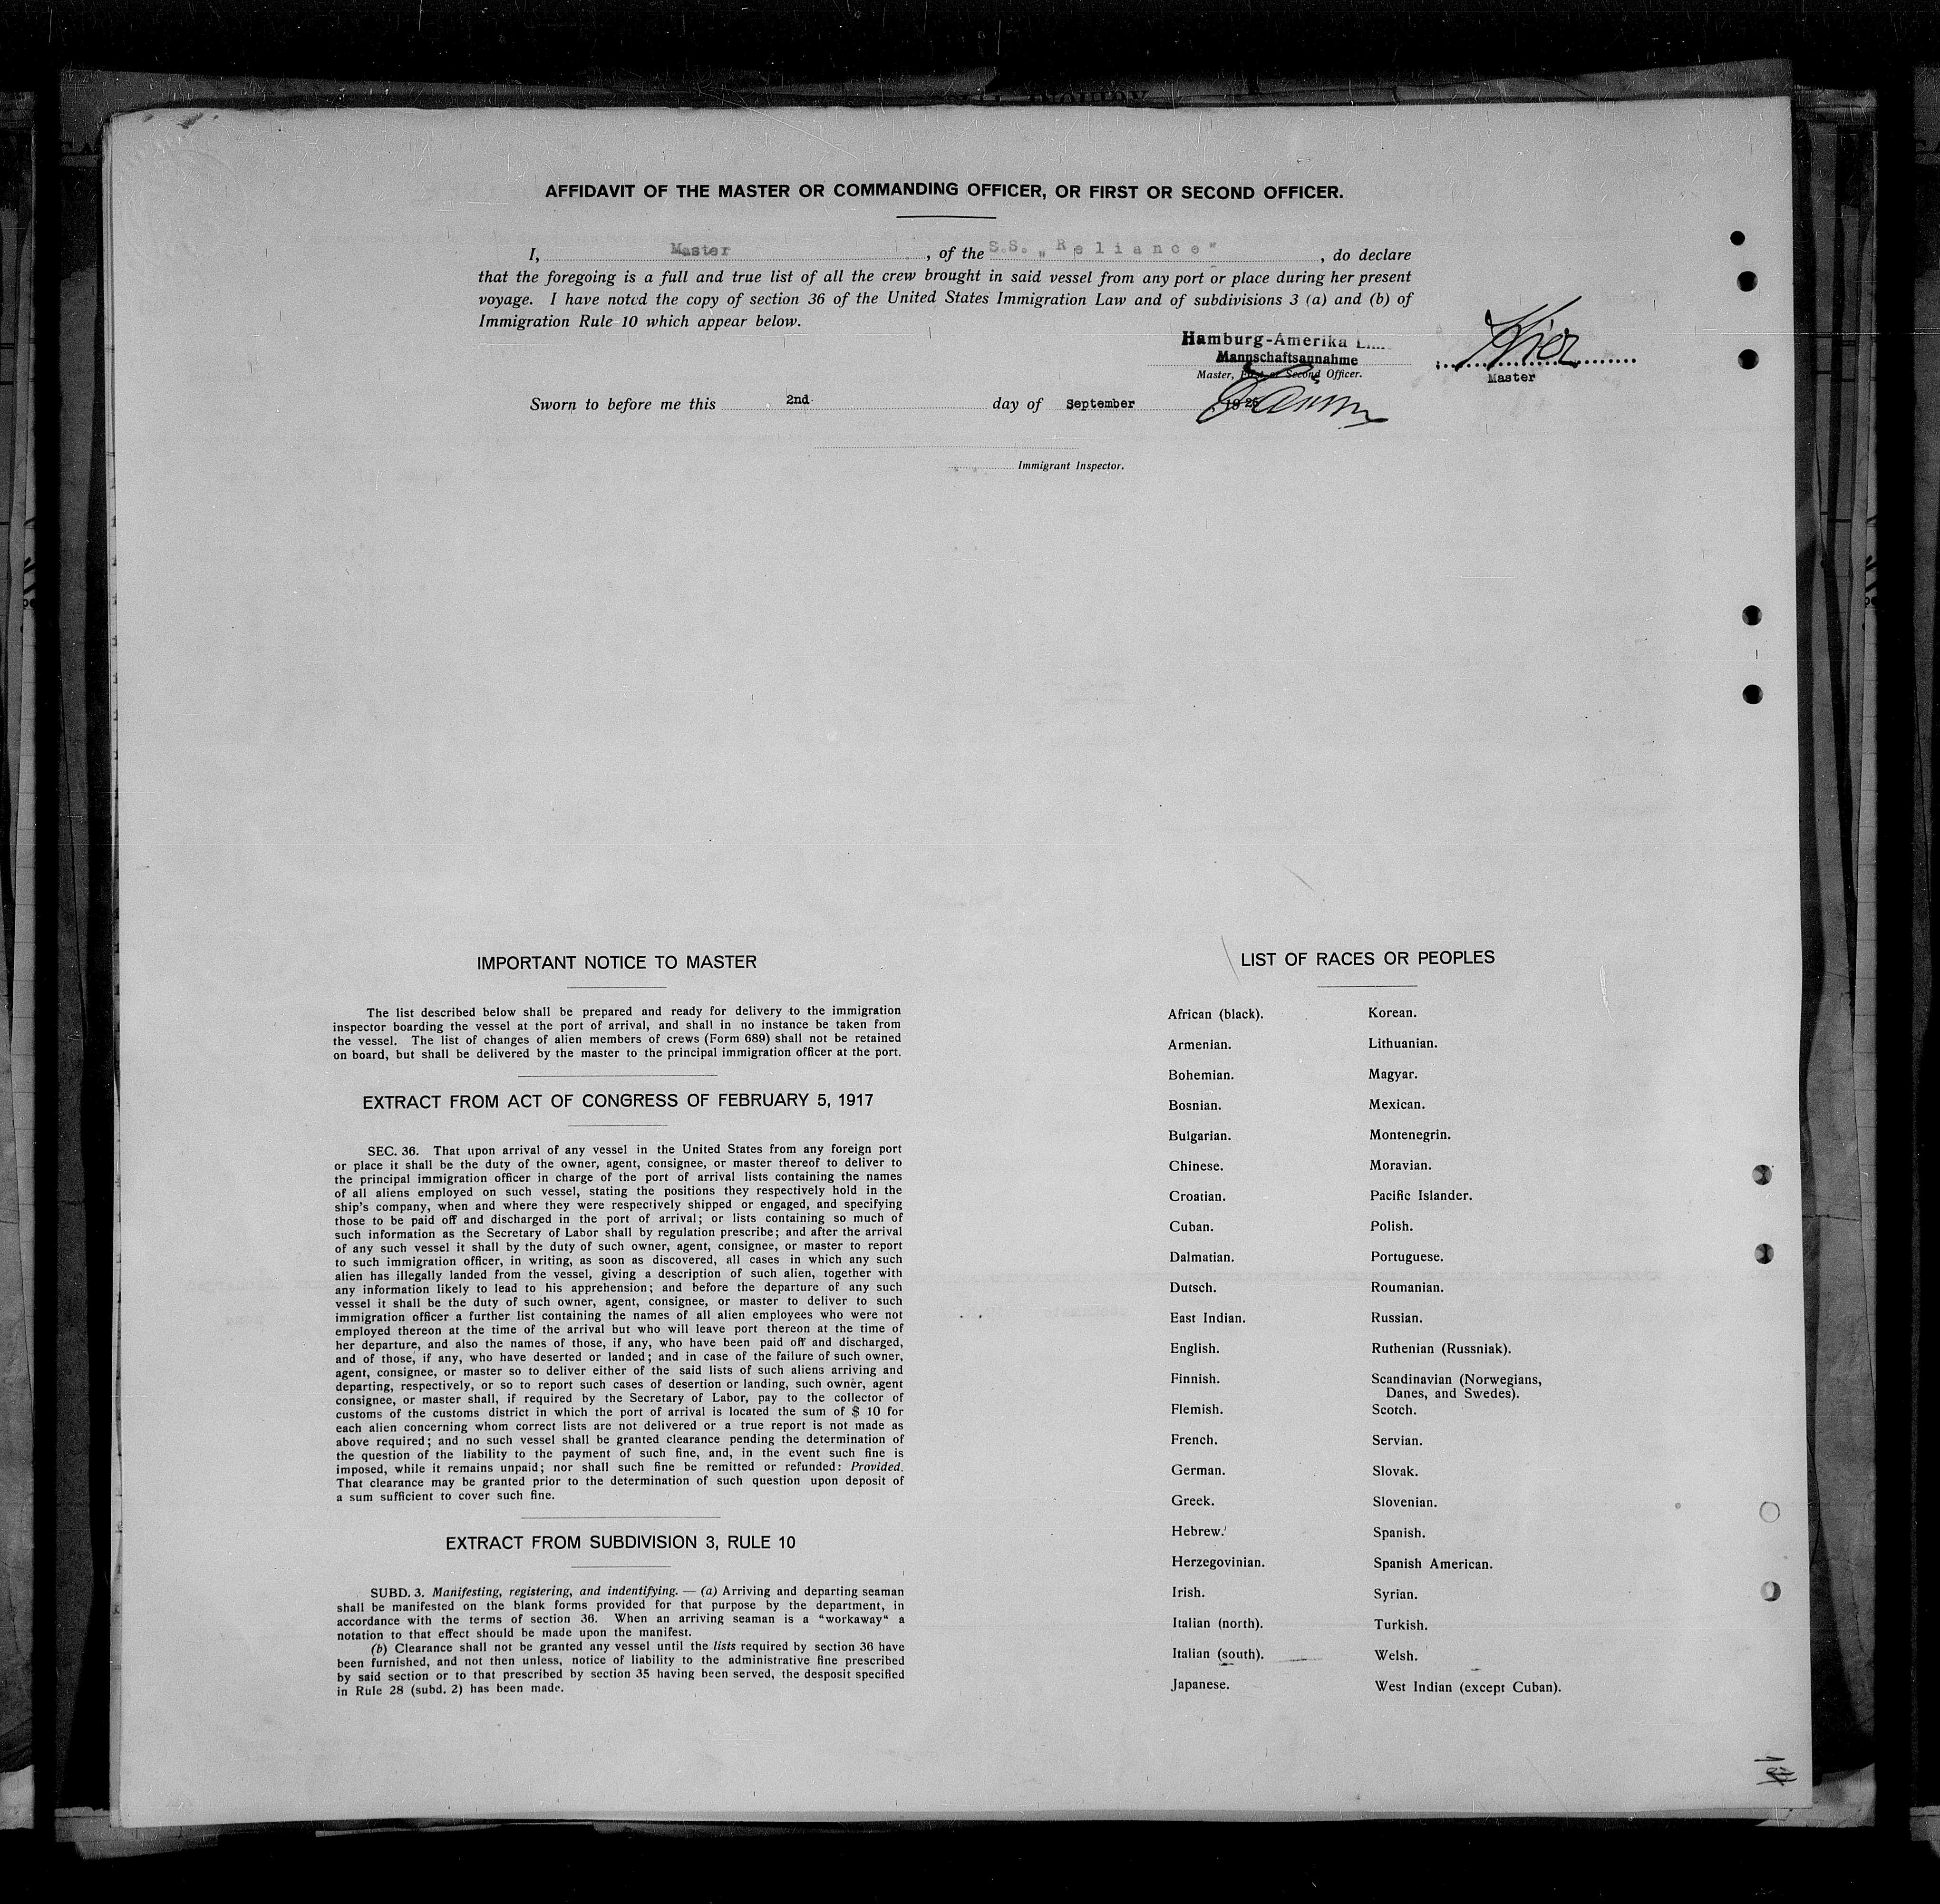 AFFIDAVIT OF THE MASTER OR COMMANDING OFFICER, OR FIRST OR SECOND OFFICER.
I, Master, of the S.S. „Reliance", do declare
that the foregoing is a full and true list of all the crew brought in said vessel from any port or place during her present
voyage. I have noted the copy of section 36 of the United States Immigration Law and of subdivisions 3 (a) and (b) of
Immigration Rule 10 which appear below.
Hamburg-Amerika
Mannschaftsannahme
Master, First or Second Officer.
Master
Sworn to before me this 2nd day of September, 19
Immigrant Inspector.
IMPORTANT NOTICE TO MASTER
The list described below shall be prepared and ready for delivery to the immigration
inspector boarding the vessel at the port of arrival, and shall in no instance be taken from
the vessel. The list of changes of alien members of crews (Form 689) shall not be retained
on board, but shall be delivered by the master to the principal immigration officer at the port.
EXTRACT FROM ACT OF CONGRESS OF FEBRUARY 5, 1917
SEC. 36. That upon arrival of any vessel in the United States from any foreign port
or place it shall be the duty of the owner, agent, consignee, or master thereof to deliver to
the principal immigration officer in charge of the port of arrival lists containing the names
of all aliens employed on such vessel, stating the positions they respectively hold in the
ship's company, when and where they were respectively shipped or engaged, and specifying
those to be paid off and discharged in the port of arrival; or lists containing so much of
such information as the Secretary of Labor shall by regulation prescribe; and after the arrival
of any such vessel it shall by the duty of such owner, agent, consignee, or master to report
to such immigration officer, in writing, as soon as discovered, all cases in which any such
alien has illegally landed from the vessel, giving a description of such alien, together with
any information likely to lead to his apprehension; and before the departure of any such
vessel it shall be the duty of such owner, agent, consignee, or master to deliver to such
immigration officer a further list containing the names of all alien employees who were not
employed thereon at the time of the arrival but who will leave port thereon at the time of
her departure, and also the names of those, if any, who have been paid off and discharged,
and of those, if any, who have deserted or landed; and in case of the failure of such owner,
agent, consignee, or master so to deliver either of the said lists of such aliens arriving and
departing, respectively, or so to report such cases of desertion or landing, such owner, agent
consignee, or master shall, if required by the Secretary of Labor, pay to the collector of
customs of the customs district in which the port of arrival is located the sum of $ 10 for
each alien concerning whom correct lists are not delivered or a true report is not made as
above required; and no such vessel shall be granted clearance pending the determination of
the question of the liability to the payment of such fine, and, in the event such fine is
imposed, while it remains unpaid; nor shall such fine be remitted or refunded: Provided.
That clearance may be granted prior to the determination of such question upon deposit of
a sum sufficient to cover such fine.
EXTRACT FROM SUBDIVISION 3, RULE 10
SUBD. 3. Manifesting, registering, and indentifying. — (a) Arriving and departing seaman
shall be manifested on the blank forms provided for that purpose by the department, in
accordance with the terms of section 36. When an arriving seaman is a "workaway" a
notation to that effect should be made upon the manifest.
(b) Clearance shall not be granted any vessel until the lists required by section 36 have
been furnished, and not then unless, notice of liability to the administrative fine prescribed
by said section or to that prescribed by section 35 having been served, the desposit specified
in Rule 28 (subd. 2) has been made.
LIST OF RACES OR PEOPLES
African (black).
Armenian.
Bohemian.
Bosnian.
Bulgarian.
Chinese.
Croatian.
Cuban.
Dalmatian.
Dutsch.
East Indian.
English.
Finnish.
Flemish.
French.
German.
Greek.
Hebrew.
Herzegovinian.
Irish.
Italian (north).
Italian (south).
Japanese.
Korean.
Lithuanian.
Magyar.
Mexican.
Montenegrin.
Moravian.
Pacific Islander.
Polish.
Portuguese.
Roumanian.
Russian.
Ruthenian (Russniak).
Scandinavian (Norwegians,
Danes, and Swedes).
Scotch.
Servian.
Slovak.
Slovenian.
Spanish.
Spanish American.
Syrian.
Turkish.
Welsh.
West Indian (except Cuban).